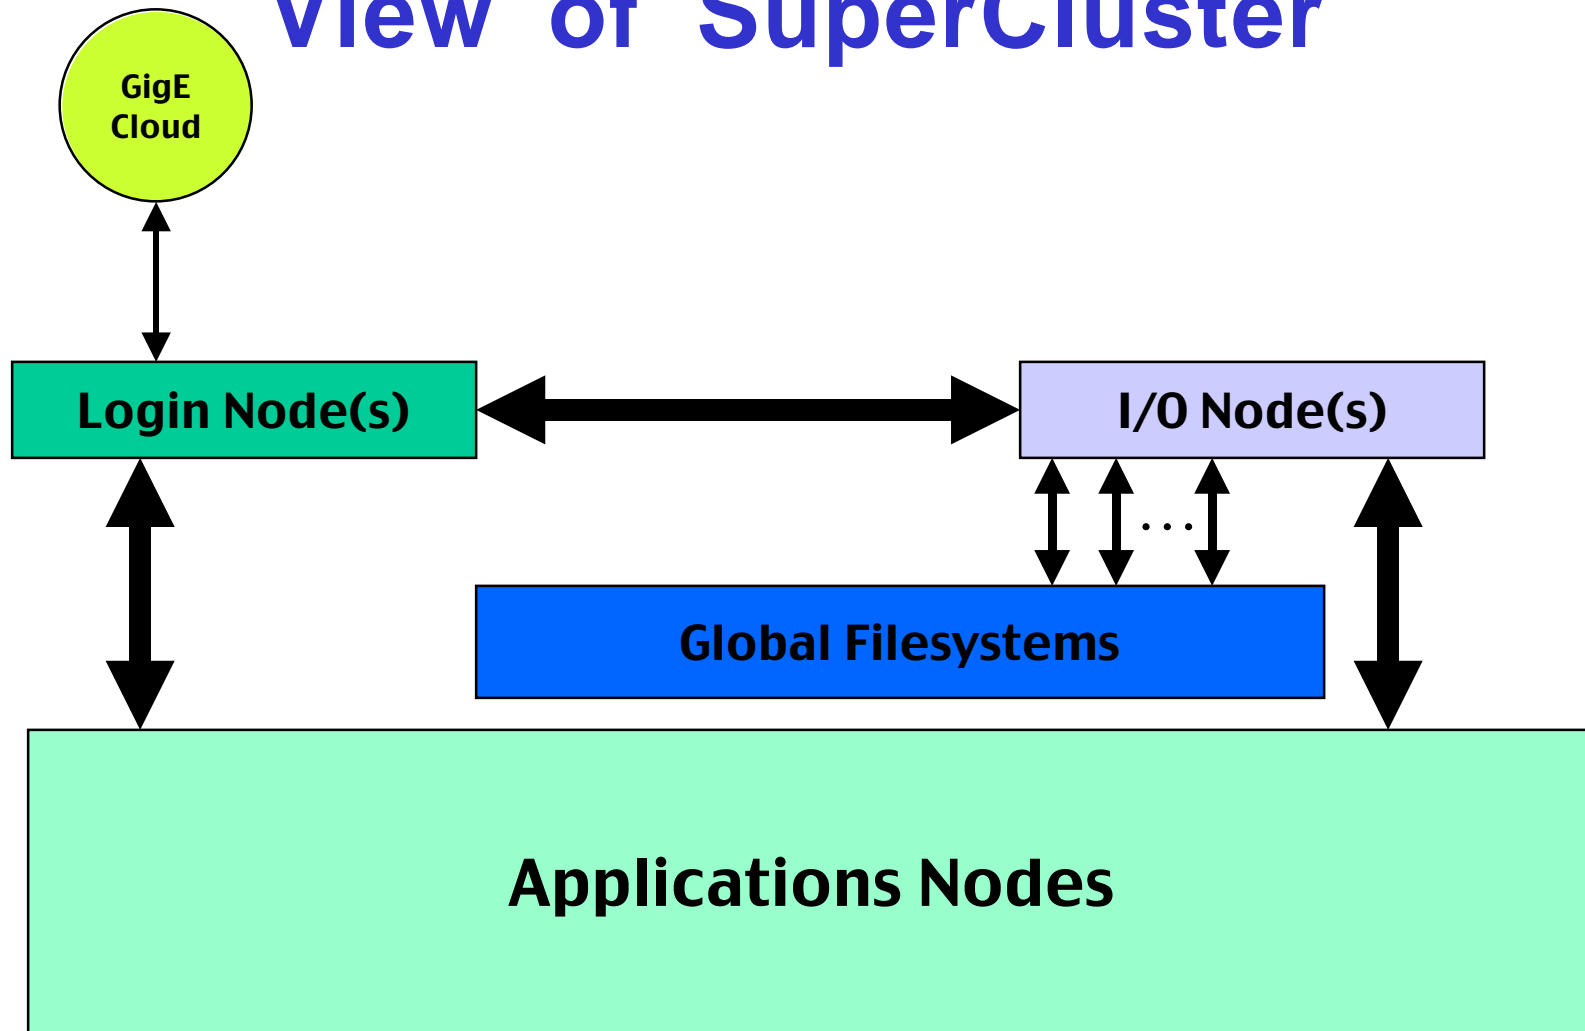 View of SuperCluster
GigE
Cloud
Login Node(s)
I/O Node(s)
...
Global Filesystems
Applications Nodes